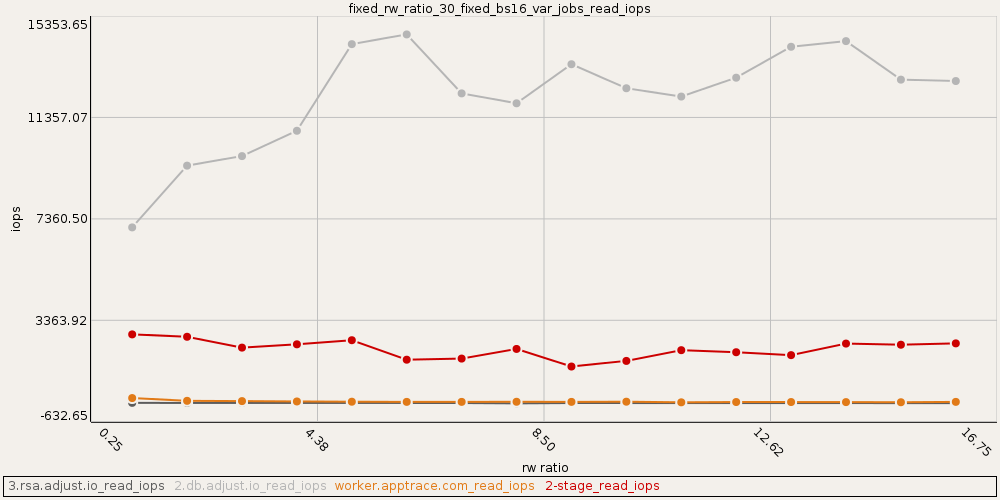 fixed_rw_ratio_30_fixed_bs16_var_jobs_read_iops
15353.65
11357.07
7360.50
3363.92
-632.65
iops
0.25 4.38 8.50 12.62 16.75
rw ratio
3.rsa.adjust.io_read_iops 2.db.adjust.io_read_iops worker.apptrace.com_read_iops 2-stage_read_iops